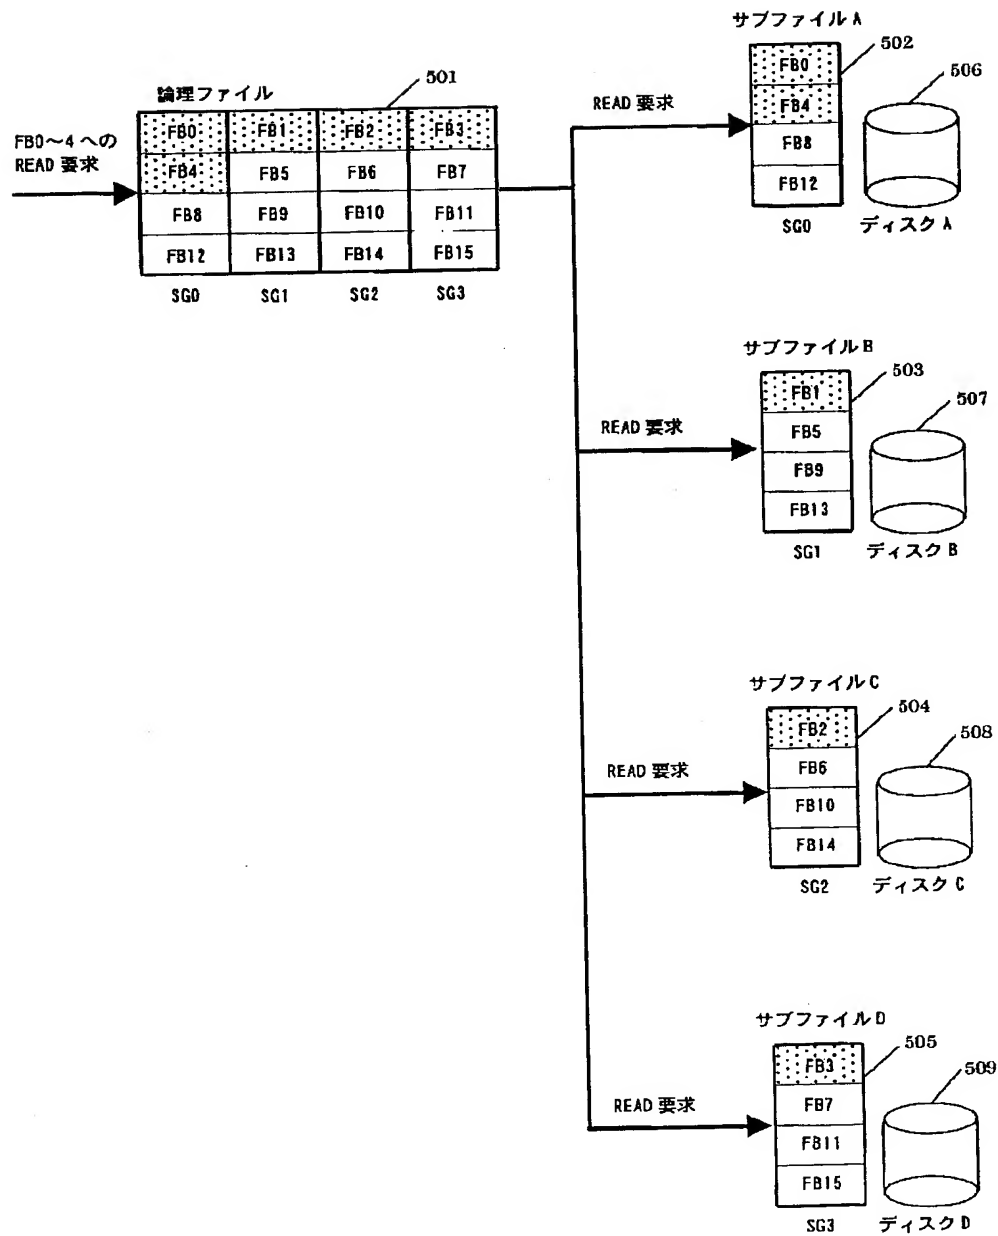 論理ファイル
501
FB0〜4 への
READ 要求
FB0 FB1 FB2 FB3
FB4 FB5 FB6 FB7
FB8 FB9 FB10 FB11
FB12 FB13 FB14 FB15
SG0 SG1 SG2 SG3
サブファイル A
502
506
READ 要求
FB0
FB4
FB8
FB12
SG0
ディスク A
サブファイル B
503
507
READ 要求
FB1
FB5
FB9
FB13
SG1
ディスク B
サブファイル C
504
508
READ 要求
FB2
FB6
FB10
FB14
SG2
ディスク C
サブファイル D
505
509
READ 要求
FB3
FB7
FB11
FB15
SG3
ディスク D